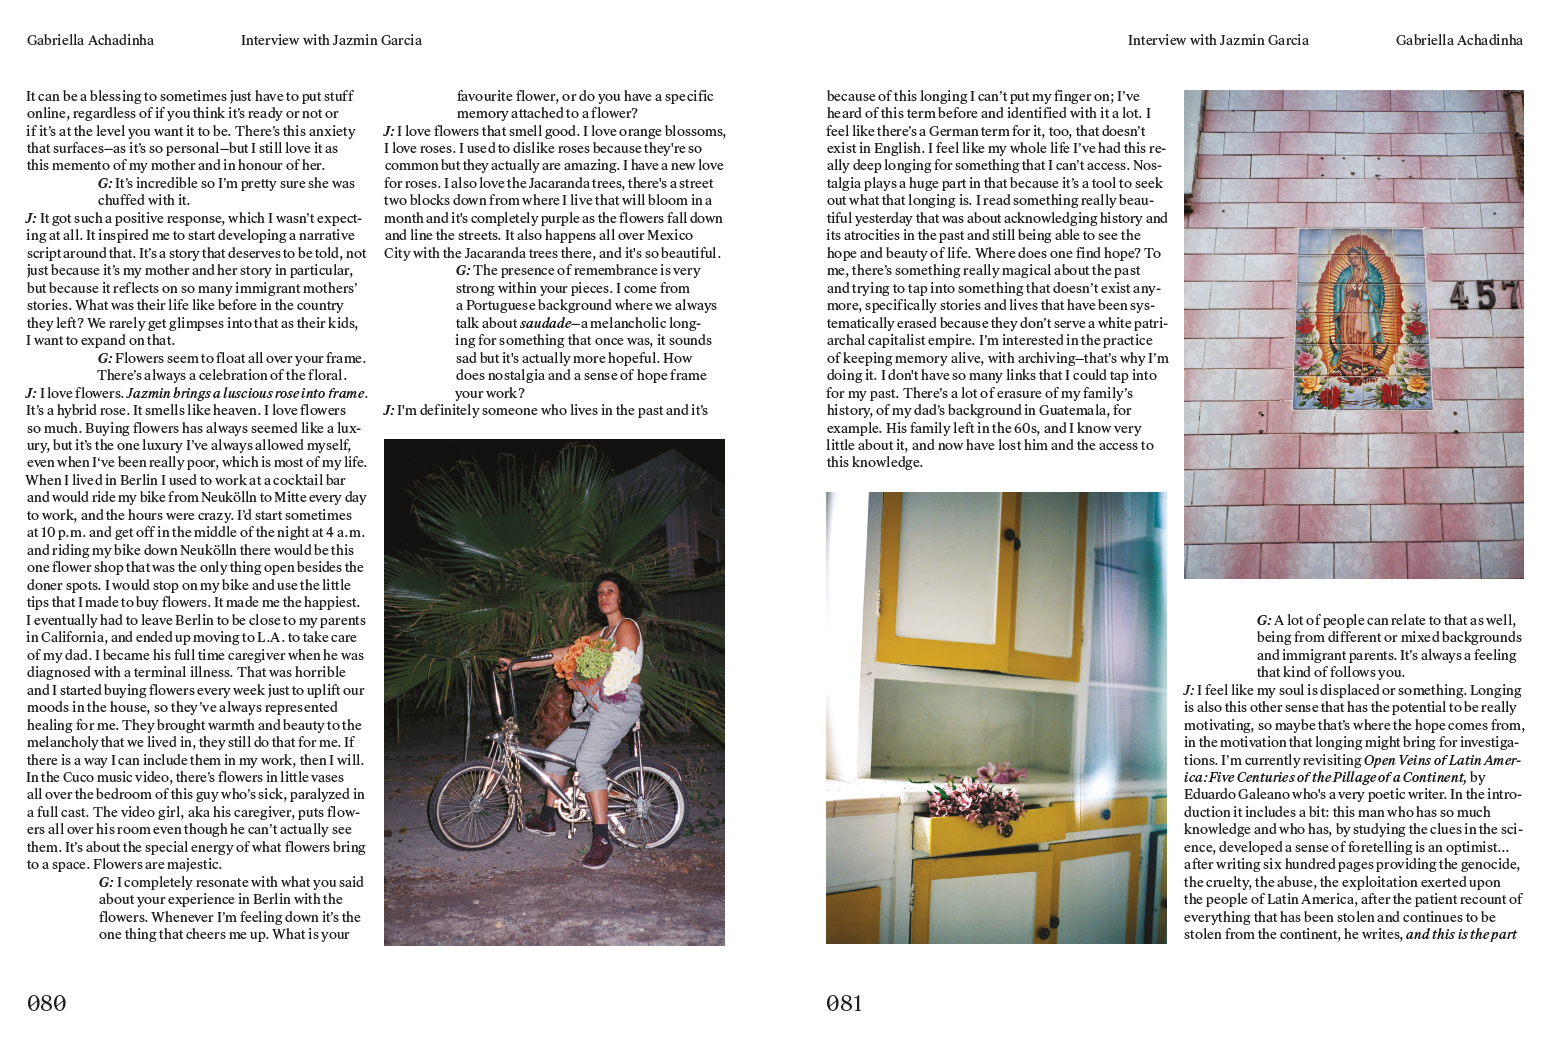 Gabriella Achadinha
Interview with Jazmin Garcia
Interview with Jazmin Garcia
Gabriella Achadinha
It can be a blessing to sometimes just have to put stuff
online, regardless of if you think it's ready or not or
if it's at the level you want it to be. There's this anxiety
that surfaces—as it's so personal—but I still love it as
this memento of my mother and in honour of her.
G: It's incredible so I'm pretty sure she was
chuffed with it.
J: It got such a positive response, which I wasn't expect-
ing at all. It inspired me to start developing a narrative
script around that. It's a story that deserves to be told, not
just because it's my mother and her story in particular,
but because it reflects on so many immigrant mothers'
stories. What was their life like before in the country
they left? We rarely get glimpses into that as their kids,
I want to expand on that.
G: Flowers seem to float all over your frame.
There's always a celebration of the floral.
J: I love flowers. Jazmin brings a luscious rose into frame.
It's a hybrid rose. It smells like heaven. I love flowers
so much. Buying flowers has always seemed like a lux-
ury, but it's the one luxury I've always allowed myself,
even when I've been really poor, which is most of my life.
When I lived in Berlin I used to work at a cocktail bar
and would ride my bike from Neukölln to Mitte every day
to work, and the hours were crazy. I'd start sometimes
at 10 p.m. and get off in the middle of the night at 4 a.m.
and riding my bike down Neukölln there would be this
one flower shop that was the only thing open besides the
doner spots. I would stop on my bike and use the little
tips that I made to buy flowers. It made me the happiest.
I eventually had to leave Berlin to be close to my parents
in California, and ended up moving to L.A. to take care
of my dad. I became his full time caregiver when he was
diagnosed with a terminal illness. That was horrible
and I started buying flowers every week just to uplift our
moods in the house, so they've always represented
healing for me. They brought warmth and beauty to the
melancholy that we lived in, they still do that for me. If
there is a way I can include them in my work, then I will.
In the Cuco music video, there's flowers in little vases
all over the bedroom of this guy who's sick, paralyzed in
a full cast. The video girl, aka his caregiver, puts flow-
ers all over his room even though he can't actually see
them. It's about the special energy of what flowers bring
to a space. Flowers are majestic.
G: I completely resonate with what you said
about your experience in Berlin with the
flowers. Whenever I'm feeling down it's the
one thing that cheers me up. What is your
favourite flower, or do you have a specific
memory attached to a flower?
J: I love flowers that smell good. I love orange blossoms,
I love roses. I used to dislike roses because they're so
common but they actually are amazing. I have a new love
for roses. I also love the Jacaranda trees, there's a street
two blocks down from where I live that will bloom in a
month and it's completely purple as the flowers fall down
and line the streets. It also happens all over Mexico
City with the Jacaranda trees there, and it's so beautiful.
G: The presence of remembrance is very
strong within your pieces. I come from
a Portuguese background where we always
talk about saudade—a melancholic long-
ing for something that once was, it sounds
sad but it's actually more hopeful. How
does nostalgia and a sense of hope frame
your work?
J: I'm definitely someone who lives in the past and it's
because of this longing I can't put my finger on; I've
heard of this term before and identified with it a lot. I
feel like there's a German term for it, too, that doesn't
exist in English. I feel like my whole life I've had this re-
ally deep longing for something that I can't access. Nos-
talgia plays a huge part in that because it's a tool to seek
out what that longing is. I read something really beau-
tiful yesterday that was about acknowledging history and
its atrocities in the past and still being able to see the
hope and beauty of life. Where does one find hope? To
me, there's something really magical about the past
and trying to tap into something that doesn't exist any-
more, specifically stories and lives that have been sys-
tematically erased because they don't serve a white patri-
archal capitalist empire. I'm interested in the practice
of keeping memory alive, with archiving—that's why I'm
doing it. I don't have so many links that I could tap into
for my past. There's a lot of erasure of my family's
history, of my dad's background in Guatemala, for
example. His family left in the 60s, and I know very
little about it, and now have lost him and the access to
this knowledge.
457
G: A lot of people can relate to that as well,
being from different or mixed backgrounds
and immigrant parents. It's always a feeling
that kind of follows you.
J: I feel like my soul is displaced or something. Longing
is also this other sense that has the potential to be really
motivating, so maybe that's where the hope comes from,
in the motivation that longing might bring for investiga-
tions. I'm currently revisiting Open Veins of Latin Amer-
ica: Five Centuries of the Pillage of a Continent, by
Eduardo Galeano who's a very poetic writer. In the intro-
duction it includes a bit: this man who has so much
knowledge and who has, by studying the clues in the sci-
ence, developed a sense of foretelling is an optimist...
after writing six hundred pages providing the genocide,
the cruelty, the abuse, the exploitation exerted upon
the people of Latin America, after the patient recount of
everything that has been stolen and continues to be
stolen from the continent, he writes, and this is the part
080
081